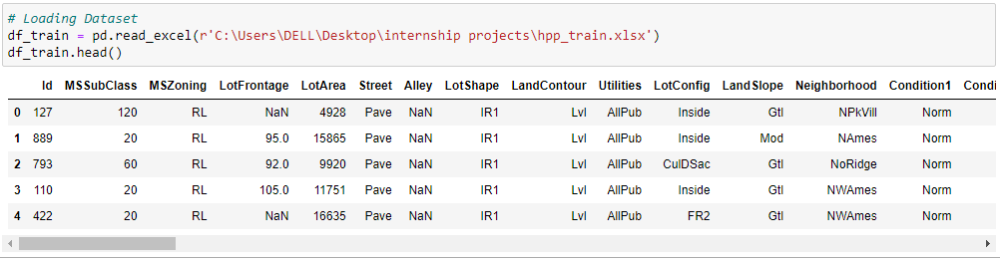 # Loading Dataset
df_train = pd.read_excel(r'C:\Users\DELL\Desktop\internship projects\hpp_train.xlsx')
df_train.head()
Id MSSubClass MSZoning LotFrontage LotArea Street Alley LotShape LandContour Utilities LotConfig LandSlope Neighborhood Condition1 Condi
0 127 120 RL NaN 4928 Pave NaN IR1 Lvl AllPub Inside Gtl NPkVill Norm
1 889 20 RL 95.0 15865 Pave NaN IR1 Lvl AllPub Inside Mod NAmes Norm
2 793 60 RL 92.0 9920 Pave NaN IR1 Lvl AllPub CulDSac Gtl NoRidge Norm
3 110 20 RL 105.0 11751 Pave NaN IR1 Lvl AllPub Inside Gtl NWAmes Norm
4 422 20 RL NaN 16635 Pave NaN IR1 Lvl AllPub FR2 Gtl NWAmes Norm